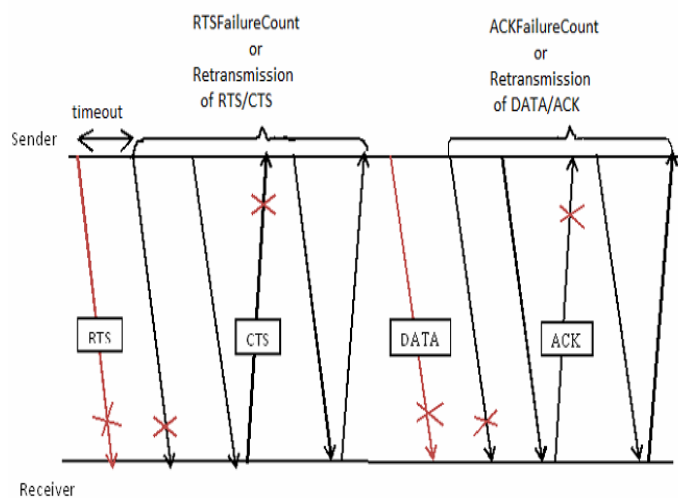 RTSFailureCount
or
Retransmission
of RTS/CTS
ACKFailureCount
or
Retransmission
of DATA/ACK
timeout
Sender
RTS
CTS
DATA
ACK
Receiver